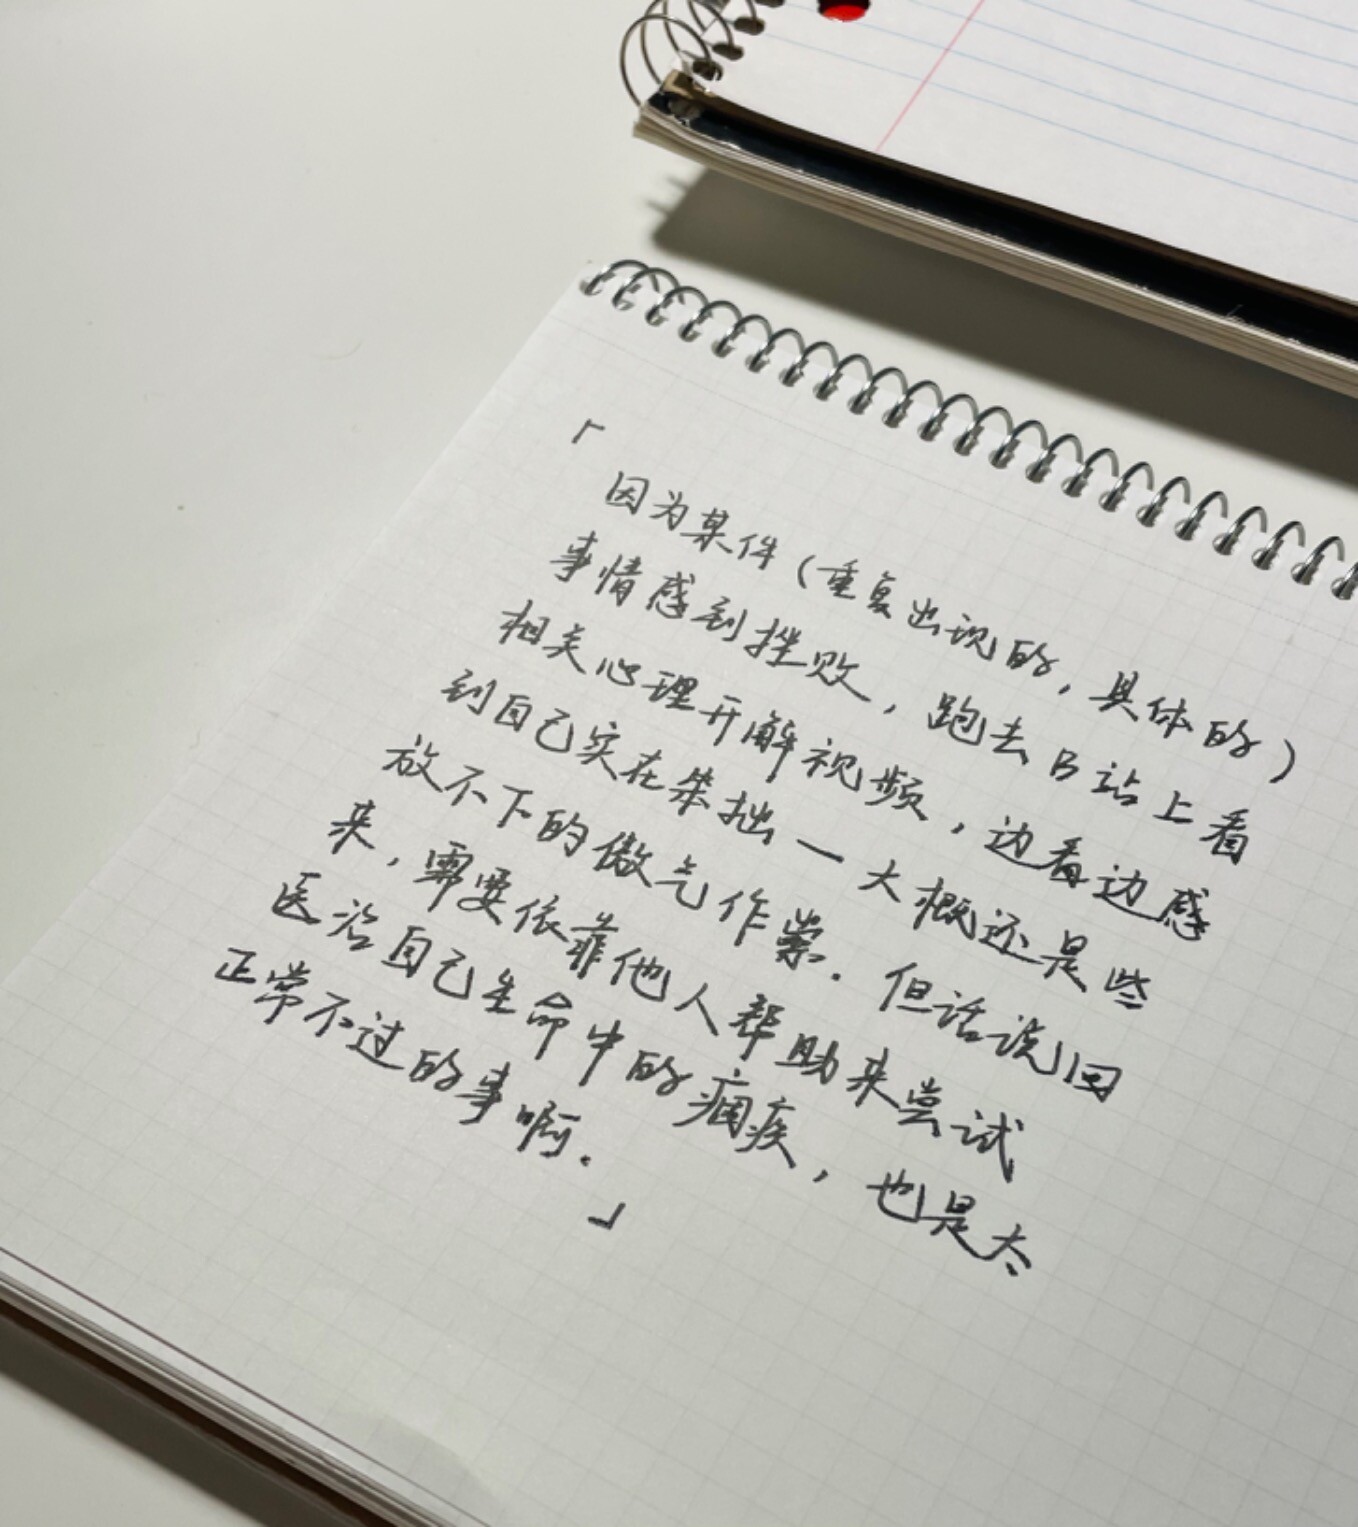 「
因为某件（重复出现的，具体的）
事情感到挫败，跑去B站上看
相关心理开解视频，边看边感
到自己实在笨拙一大概还是些
放不下的傲气作祟.但话说回
来，需要依靠他人帮助来尝试
医治自己生命中的痼疾，也是太
正常不过的事啊.
」